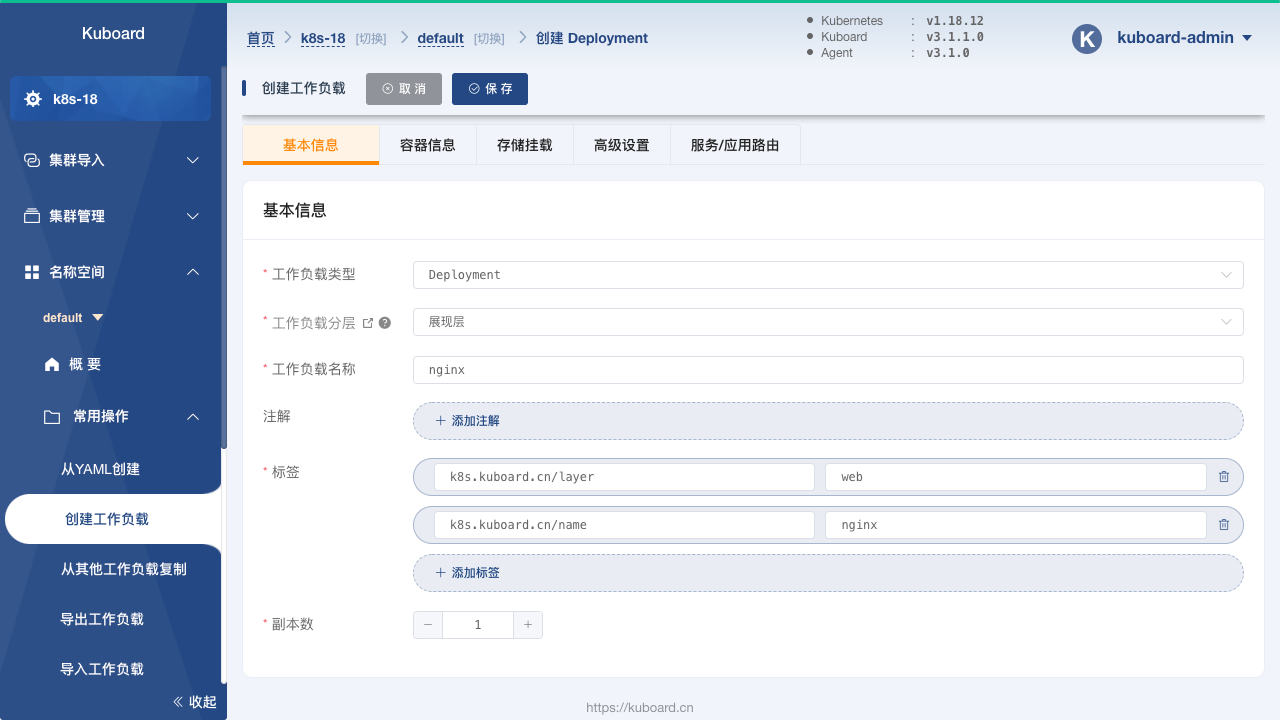 Kuboard
k8s-18
集群导入
集群管理
名称空间
default
概 要
常用操作
从YAML创建
创建工作负载
从其他工作负载复制
导出工作负载
导入工作负载
收起
首页 k8s-18 [切换] default [切换] 创建 Deployment
Kubernetes : v1.18.12
Kuboard : v3.1.1.0
Agent : v3.1.0
K kuboard-admin
创建工作负载 取 消 保 存
基本信息 容器信息 存储挂载 高级设置 服务/应用路由
基本信息
* 工作负载类型 Deployment
* 工作负载分层 ? 展现层
* 工作负载名称 nginx
注解 + 添加注解
* 标签 k8s.kuboard.cn/layer web
k8s.kuboard.cn/name nginx
+ 添加标签
* 副本数 − 1 +
https://kuboard.cn